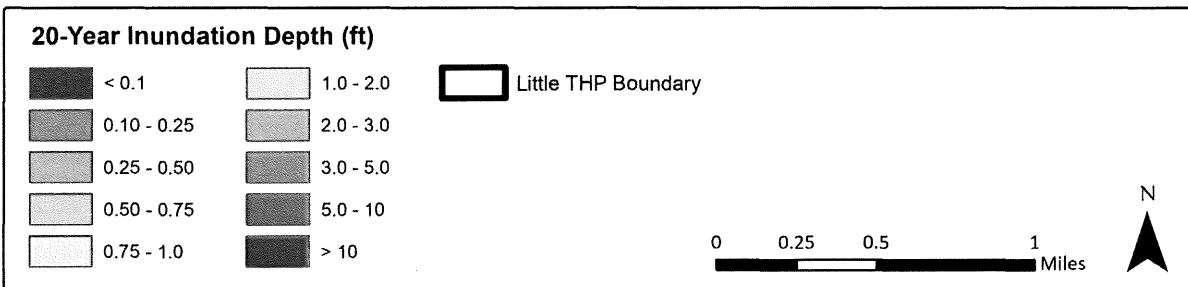 20-Year Inundation Depth (ft)
< 0.1
0.10 - 0.25
0.25 - 0.50
0.50 - 0.75
0.75 - 1.0
1.0 - 2.0
2.0 - 3.0
3.0 - 5.0
5.0 - 10
> 10
Little THP Boundary
0 0.25 0.5 1
Miles
N